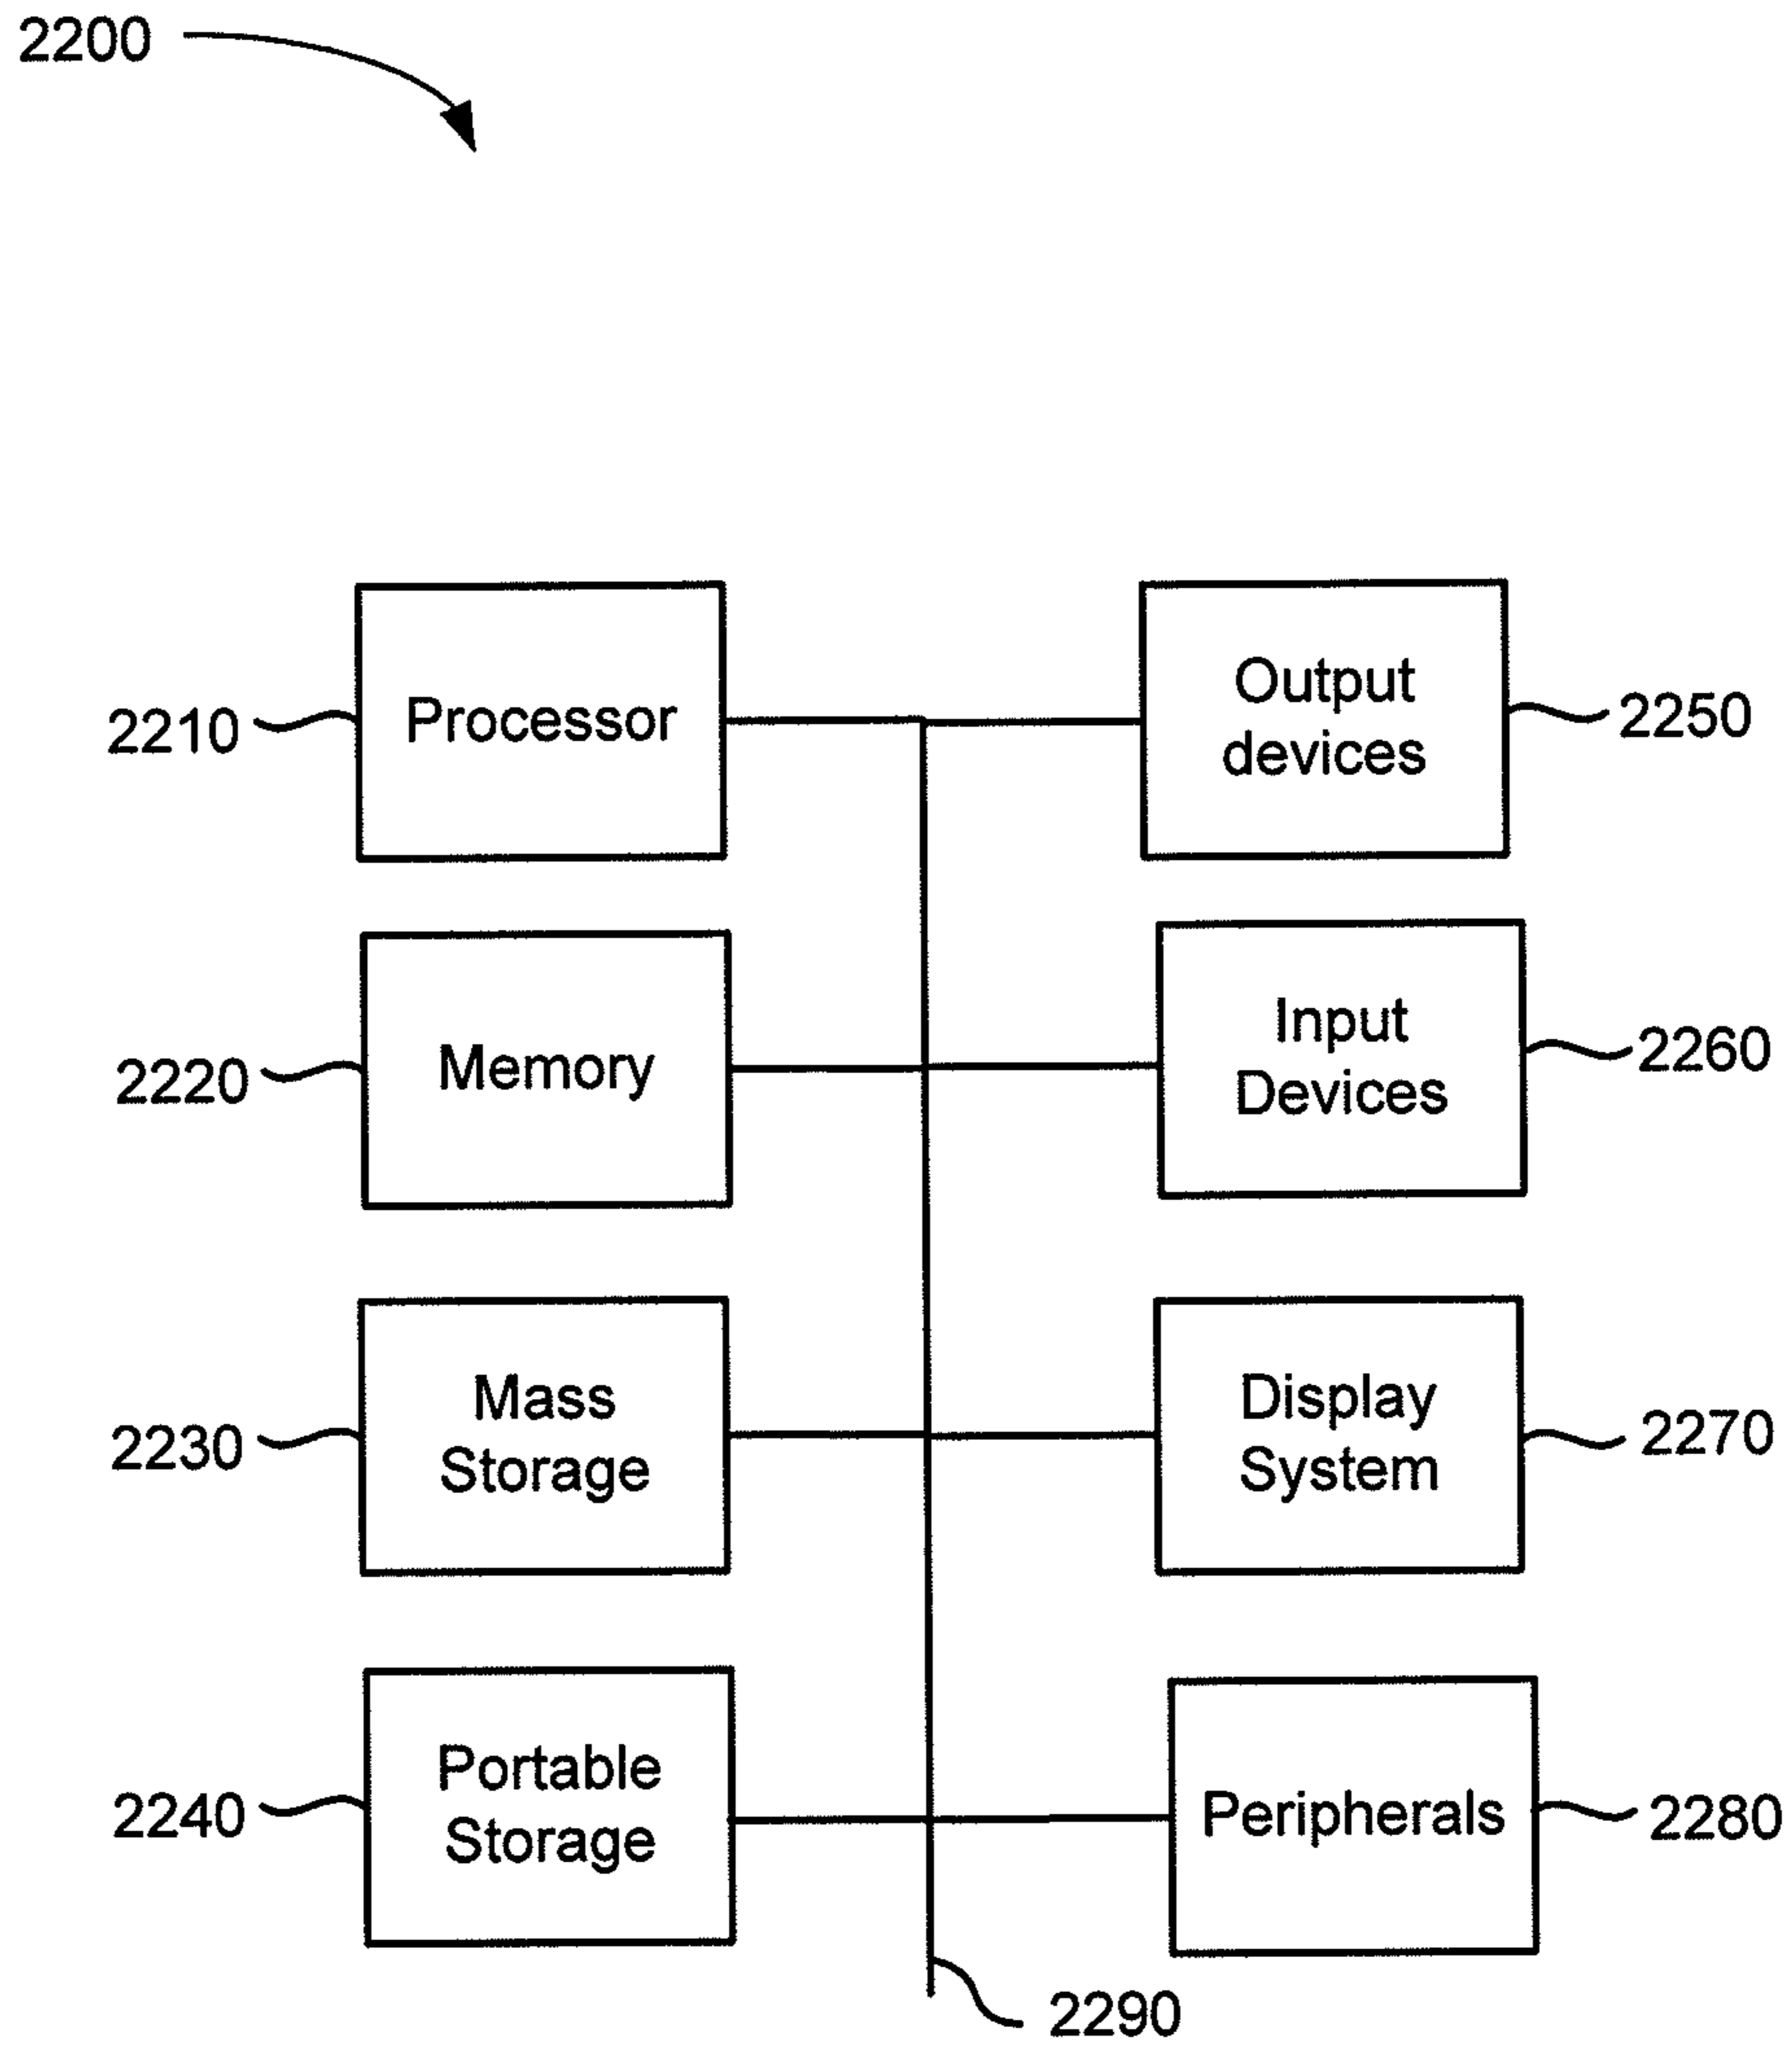 2200
2210
Processor
Output
devices
2250
2220
Memory
Input
Devices
2260
2230
Mass
Storage
Display
System
2270
2240
Portable
Storage
Peripherals
2280
2290